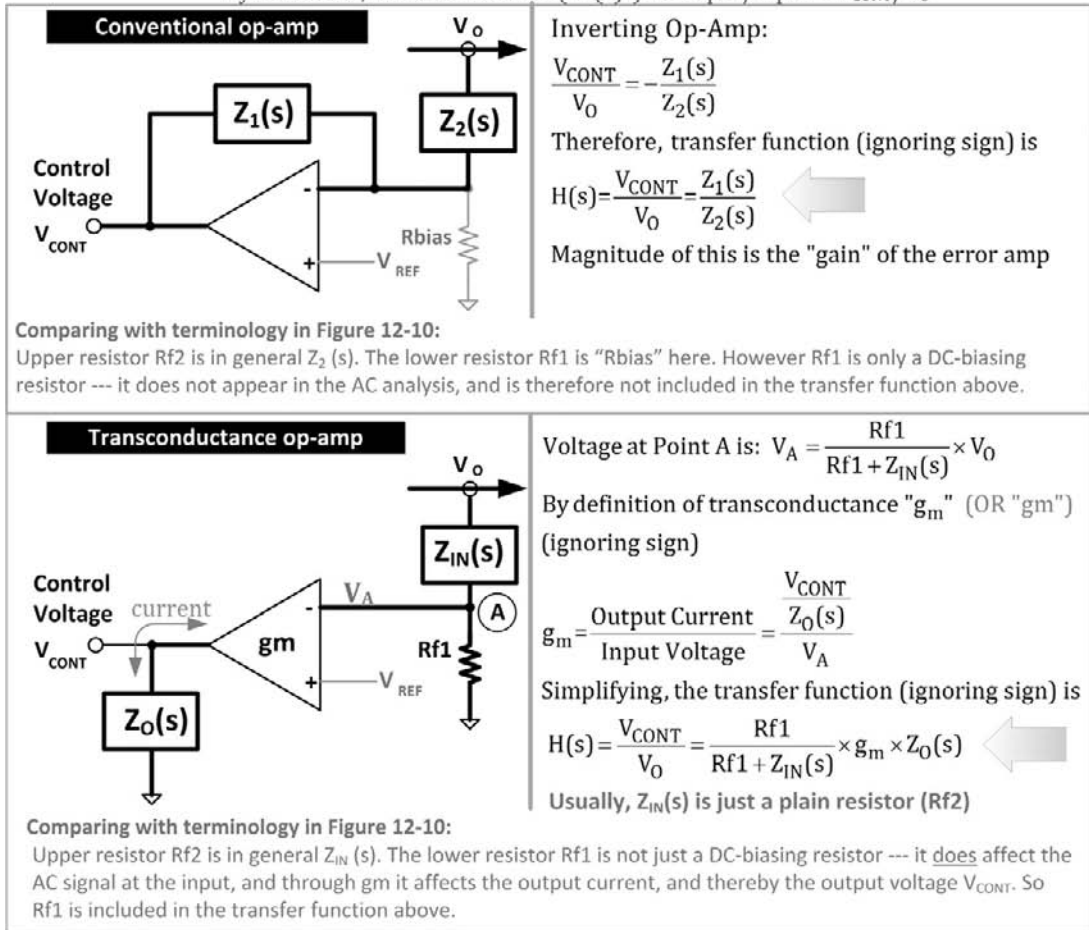 Conventional op-amp
V_O
Z_1(s)
Z_2(s)
Control
Voltage
V_CONT
-
+
V_REF
Rbias
Inverting Op-Amp:
V_CONT / V_O = - Z_1(s) / Z_2(s)
Therefore, transfer function (ignoring sign) is
H(s) = V_CONT / V_O = Z_1(s) / Z_2(s)
Magnitude of this is the "gain" of the error amp
Comparing with terminology in Figure 12-10:
Upper resistor Rf2 is in general Z_2 (s). The lower resistor Rf1 is “Rbias” here. However Rf1 is only a DC-biasing
resistor --- it does not appear in the AC analysis, and is therefore not included in the transfer function above.
Transconductance op-amp
V_O
Z_IN(s)
Control
Voltage
current
V_CONT
gm
-
+
V_A
A
Rf1
V_REF
Z_O(s)
Voltage at Point A is: V_A = Rf1 / (Rf1 + Z_IN(s)) × V_O
By definition of transconductance "g_m" (OR "gm")
(ignoring sign)
g_m = Output Current / Input Voltage = (V_CONT / Z_O(s)) / V_A
Simplifying, the transfer function (ignoring sign) is
H(s) = V_CONT / V_O = Rf1 / (Rf1 + Z_IN(s)) × g_m × Z_O(s)
Usually, Z_IN(s) is just a plain resistor (Rf2)
Comparing with terminology in Figure 12-10:
Upper resistor Rf2 is in general Z_IN (s). The lower resistor Rf1 is not just a DC-biasing resistor --- it does affect the
AC signal at the input, and through gm it affects the output current, and thereby the output voltage V_CONT. So
Rf1 is included in the transfer function above.